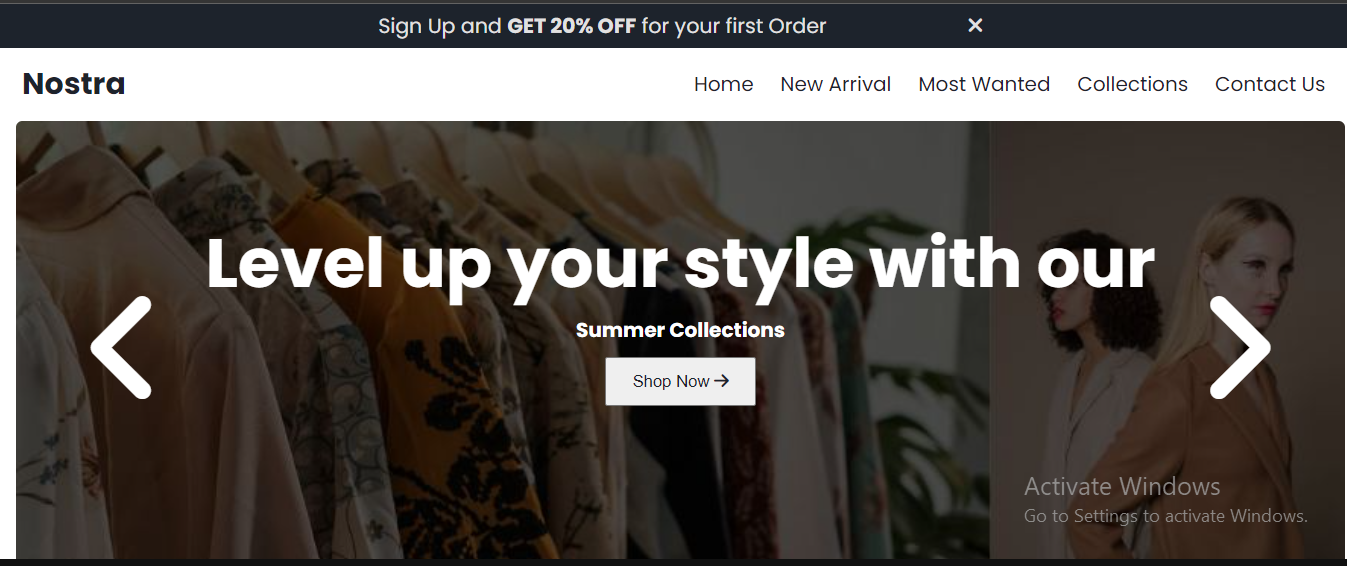 Sign Up and GET 20% OFF for your first Order ×
Nostra
Home New Arrival Most Wanted Collections Contact Us
Level up your style with our
Summer Collections
Shop Now →
Activate Windows
Go to Settings to activate Windows.